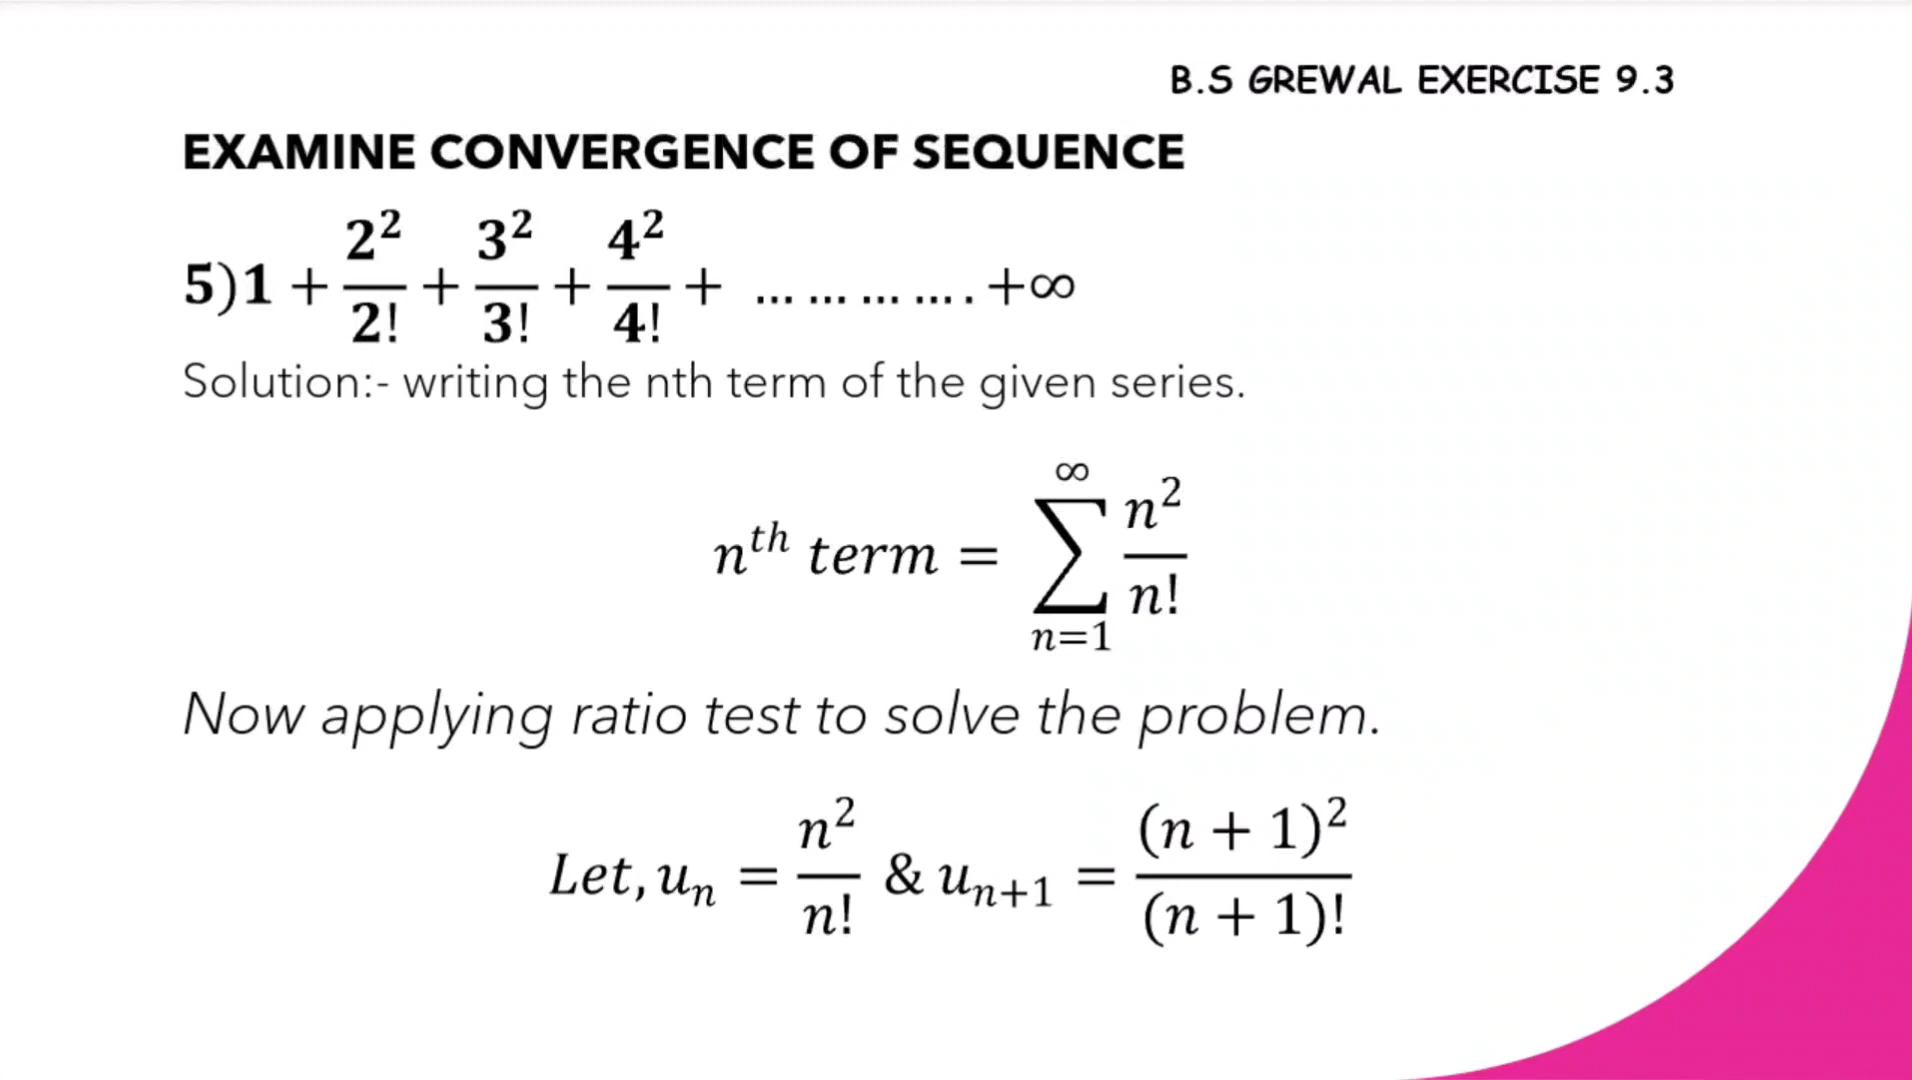 B.S GREWAL EXERCISE 9.3
EXAMINE CONVERGENCE OF SEQUENCE
5)1 + 2²/2! + 3²/3! + 4²/4! + … … … … . +∞
Solution:- writing the nth term of the given series.
nᵗʰ term = ∑_{n=1}^{∞} n²/n!
Now applying ratio test to solve the problem.
Let, uₙ = n²/n! & uₙ₊₁ = (n + 1)²/(n + 1)!